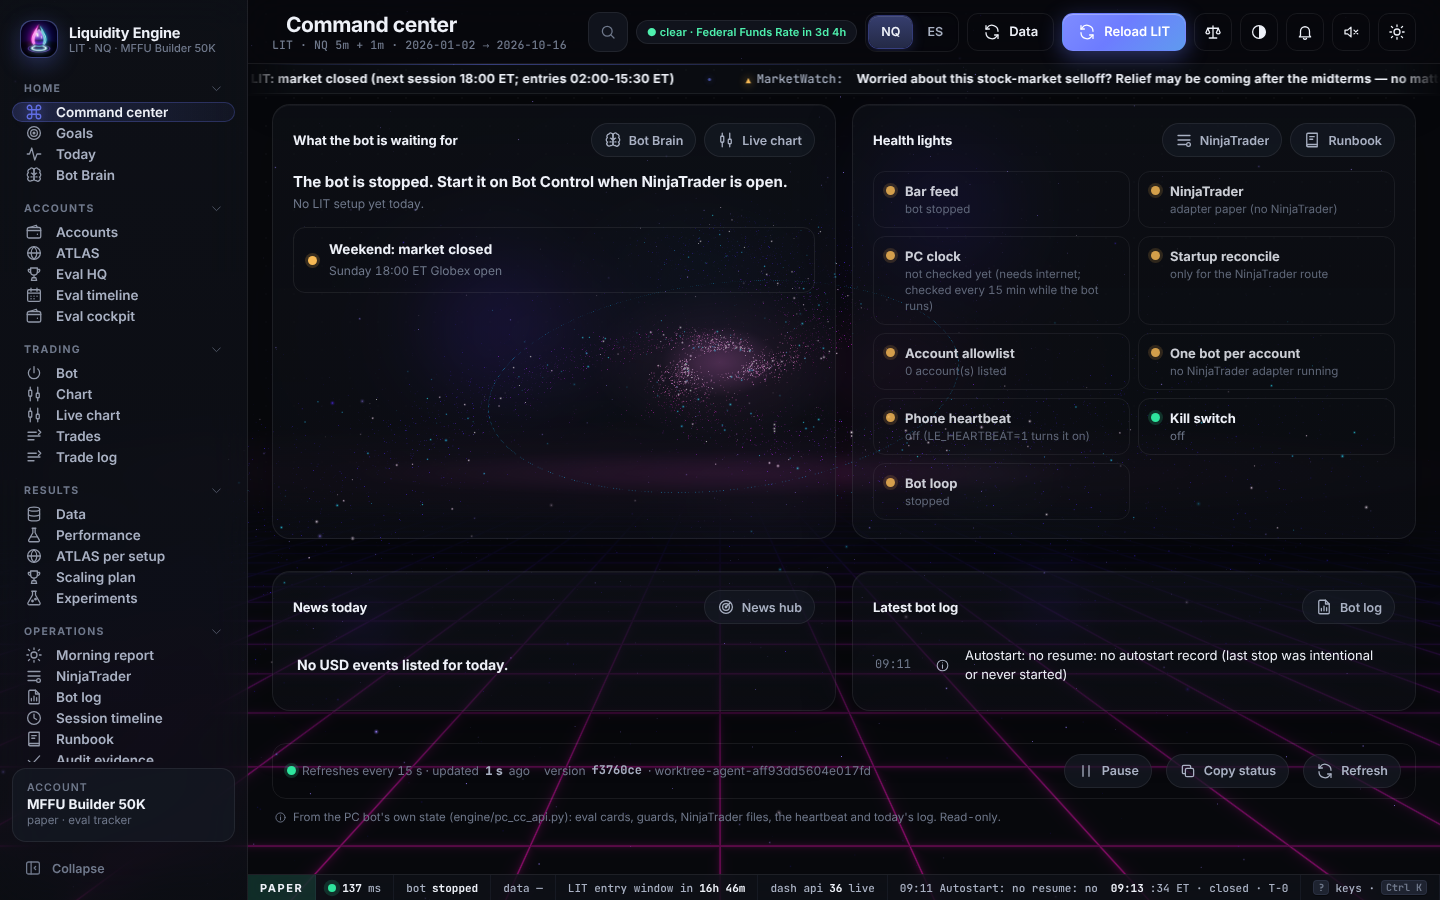 Liquidity Engine
LIT · NQ · MFFU Builder 50K
HOME
Command center
Goals
Today
Bot Brain
ACCOUNTS
Accounts
ATLAS
Eval HQ
Eval timeline
Eval cockpit
TRADING
Bot
Chart
Live chart
Trades
Trade log
RESULTS
Data
Performance
ATLAS per setup
Scaling plan
Experiments
OPERATIONS
Morning report
NinjaTrader
Bot log
Session timeline
Runbook
Audit evidence
ACCOUNT
MFFU Builder 50K
paper · eval tracker
Collapse
Command center
LIT · NQ 5m + 1m · 2026-01-02 → 2026-10-16
clear · Federal Funds Rate in 3d 4h
NQ
ES
Data
Reload LIT
LIT: market closed (next session 18:00 ET; entries 02:00-15:30 ET)
MarketWatch: Worried about this stock-market selloff? Relief may be coming after the midterms — no mat
What the bot is waiting for
Bot Brain
Live chart
The bot is stopped. Start it on Bot Control when NinjaTrader is open.
No LIT setup yet today.
Weekend: market closed
Sunday 18:00 ET Globex open
Health lights
NinjaTrader
Runbook
Bar feed
bot stopped
NinjaTrader
adapter paper (no NinjaTrader)
PC clock
not checked yet (needs internet;
checked every 15 min while the bot
runs)
Startup reconcile
only for the NinjaTrader route
Account allowlist
0 account(s) listed
One bot per account
no NinjaTrader adapter running
Phone heartbeat
off (LE_HEARTBEAT=1 turns it on)
Kill switch
off
Bot loop
stopped
News today
News hub
No USD events listed for today.
Latest bot log
Bot log
09:11
Autostart: no resume: no autostart record (last stop was intentional
or never started)
Refreshes every 15 s · updated 1 s ago version f3760ce · worktree-agent-aff93dd5604e017fd
Pause
Copy status
Refresh
From the PC bot's own state (engine/pc_cc_api.py): eval cards, guards, NinjaTrader files, the heartbeat and today's log. Read-only.
PAPER
137 ms
bot stopped
data —
LIT entry window in 16h 46m
dash api 36 live
09:11 Autostart: no resume: no
09:13 :34 ET · closed · T-0
? keys · Ctrl K